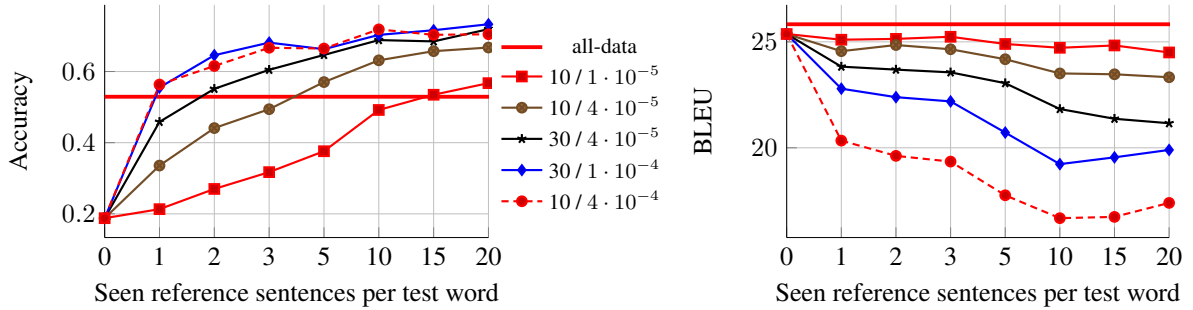 Accuracy
0.6
0.4
0.2
0 1 2 3 5 10 15 20
Seen reference sentences per test word
all-data
10 / 1 · 10⁻⁵
10 / 4 · 10⁻⁵
30 / 4 · 10⁻⁵
30 / 1 · 10⁻⁴
10 / 4 · 10⁻⁴
BLEU
25
20
0 1 2 3 5 10 15 20
Seen reference sentences per test word